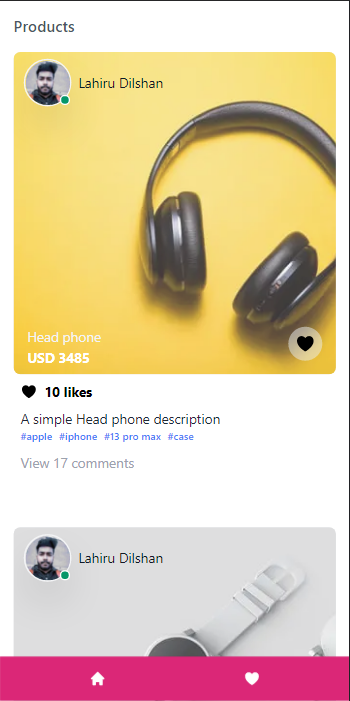 Products
Lahiru Dilshan
Head phone
USD 3485
10 likes
A simple Head phone description
#apple #iphone #13 pro max #case
View 17 comments
Lahiru Dilshan